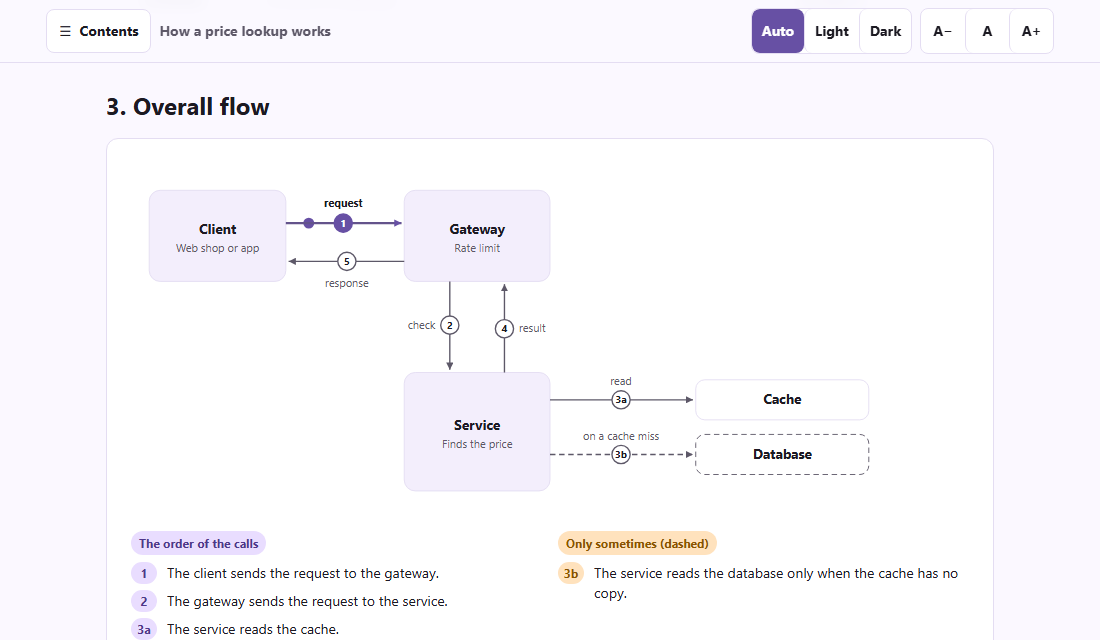 ☰ Contents
How a price lookup works
Auto
Light
Dark
A−
A
A+
3. Overall flow
request
Client
Web shop or app
1
Gateway
Rate limit
5
response
check
2
4
result
read
3a
Cache
Service
Finds the price
on a cache miss
3b
Database
The order of the calls
1 The client sends the request to the gateway.
2 The gateway sends the request to the service.
3a The service reads the cache.
Only sometimes (dashed)
3b The service reads the database only when the cache has no
copy.